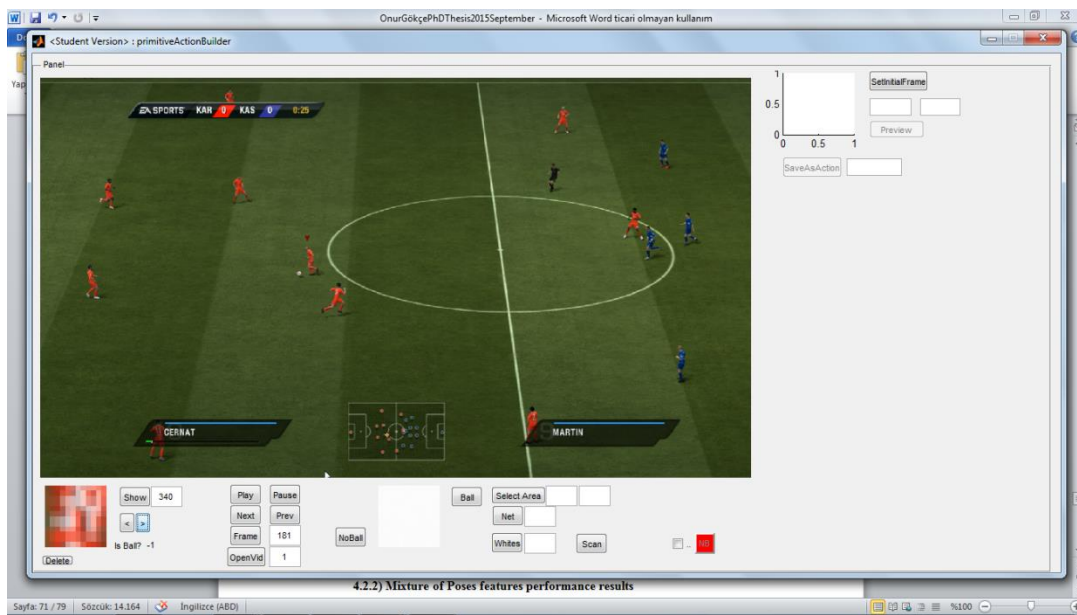 OnurGökçePhDThesis2015September - Microsoft Word ticari olmayan kullanım
<Student Version> : primitiveActionBuilder
Yap
Panel
EA SPORTS KAR 0 KAS 0 0:25
CERNAT
MARTIN
1
0.5
0
0 0.5 1
SetInitialFrame
Preview
SaveAsAction
Show 340
< >
Is Ball? -1
Delete
Play Pause
Next Prev
Frame 181
OpenVid 1
NoBall
Ball
Select Area
Net
Whites
Scan
.. NB
4.2.2) Mixture of Poses features performance results
Sayfa: 71 / 79 Sözcük: 14.164 İngilizce (ABD) %100